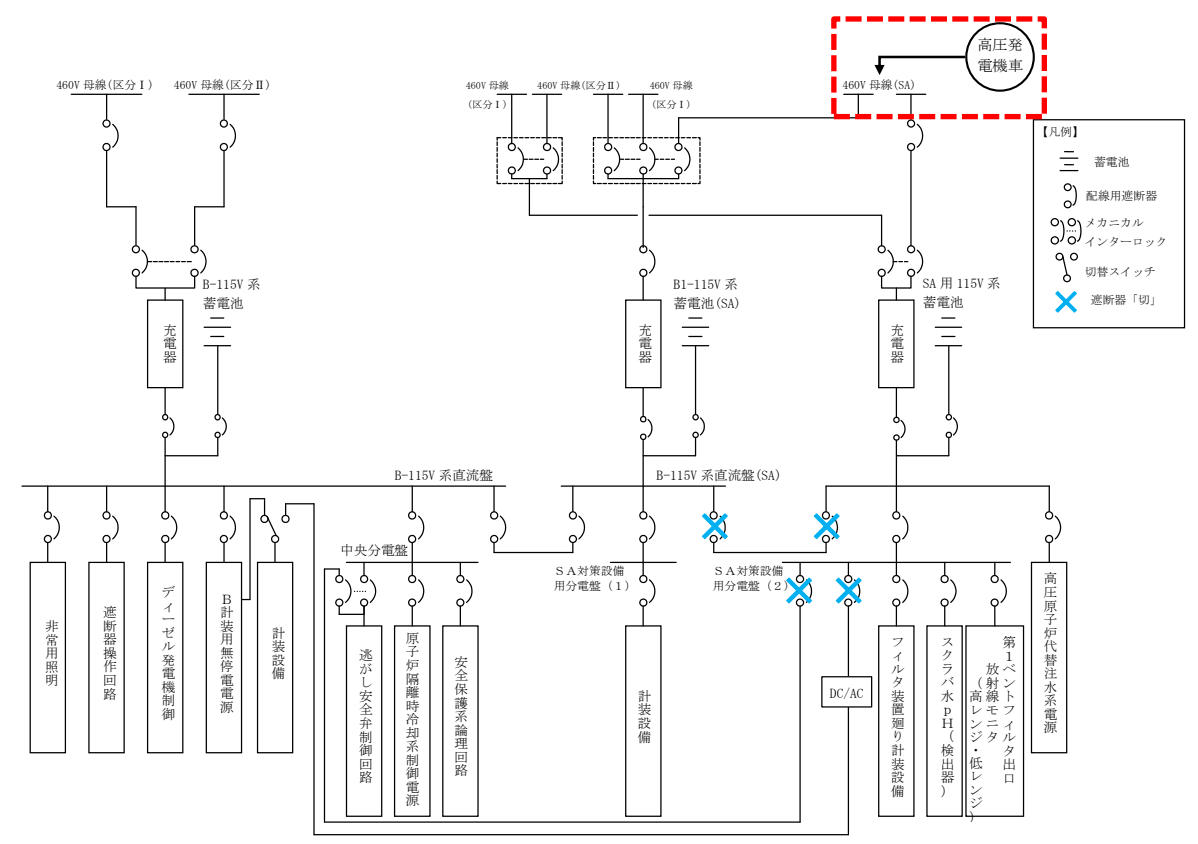 高圧発
電機車
460V 母線(区分Ⅰ)
460V 母線(区分Ⅱ)
460V 母線
(区分Ⅰ)
460V 母線(区分Ⅱ)
460V 母線
(区分Ⅰ)
460V 母線(SA)
【凡例】
蓄電池
配線用遮断器
メカニカル
インターロック
切替スイッチ
遮断器「切」
B-115V 系
蓄電池
充電器
B1-115V 系
蓄電池(SA)
充電器
SA 用 115V 系
蓄電池
充電器
B-115V 系直流盤
B-115V 系直流盤(SA)
中央分電盤
SA対策設備
用分電盤(1)
SA対策設備
用分電盤(2)
非常用照明
遮断器操作回路
ディーゼル発電機制御
B計装用無停電電源
計装設備
逃がし安全弁制御回路
原子炉隔離時冷却系制御電源
安全保護系論理回路
計装設備
DC/AC
フィルタ装置廻り計装設備
スクラバ水pH(検出器)
第1ベントフィルタ出口
放射線モニタ
(高レンジ・低レンジ)
高圧原子炉代替注水系電源